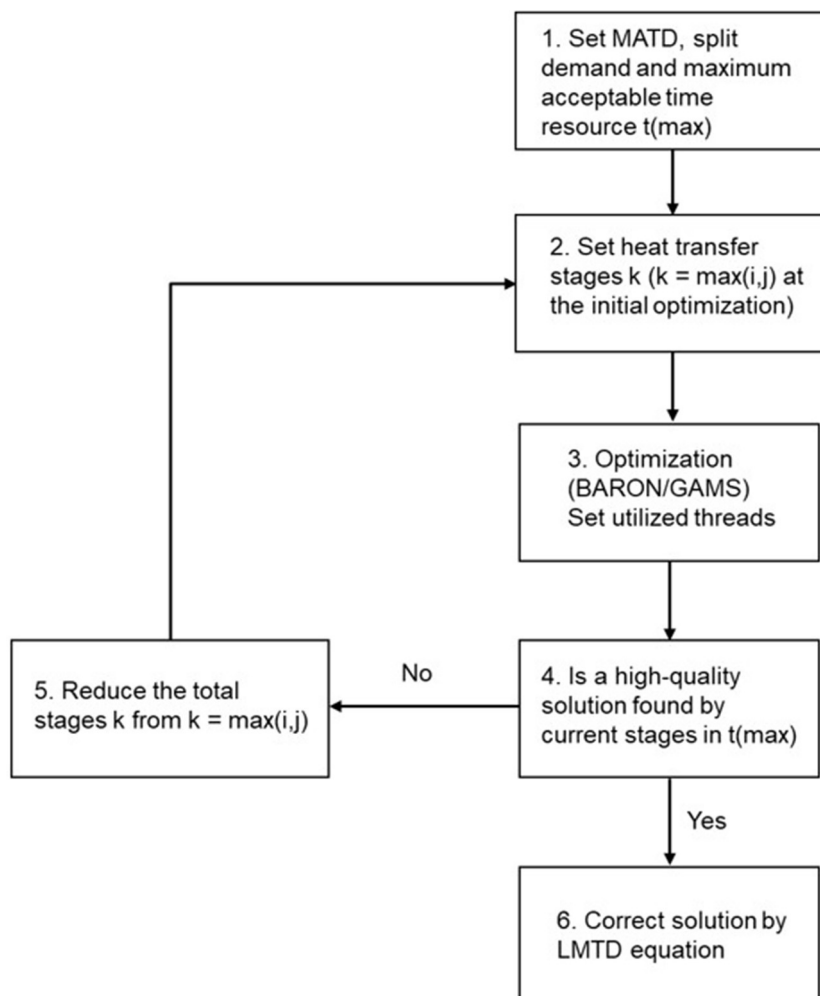 1. Set MATD, split
demand and maximum
acceptable time
resource t(max)
2. Set heat transfer
stages k (k = max(i,j) at
the initial optimization)
3. Optimization
(BARON/GAMS)
Set utilized threads
4. Is a high-quality
solution found by
current stages in t(max)
No
5. Reduce the total
stages k from k = max(i,j)
Yes
6. Correct solution by
LMTD equation